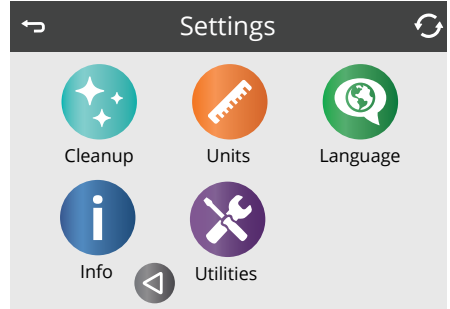 Settings
Cleanup
Units
Language
Info
Utilities